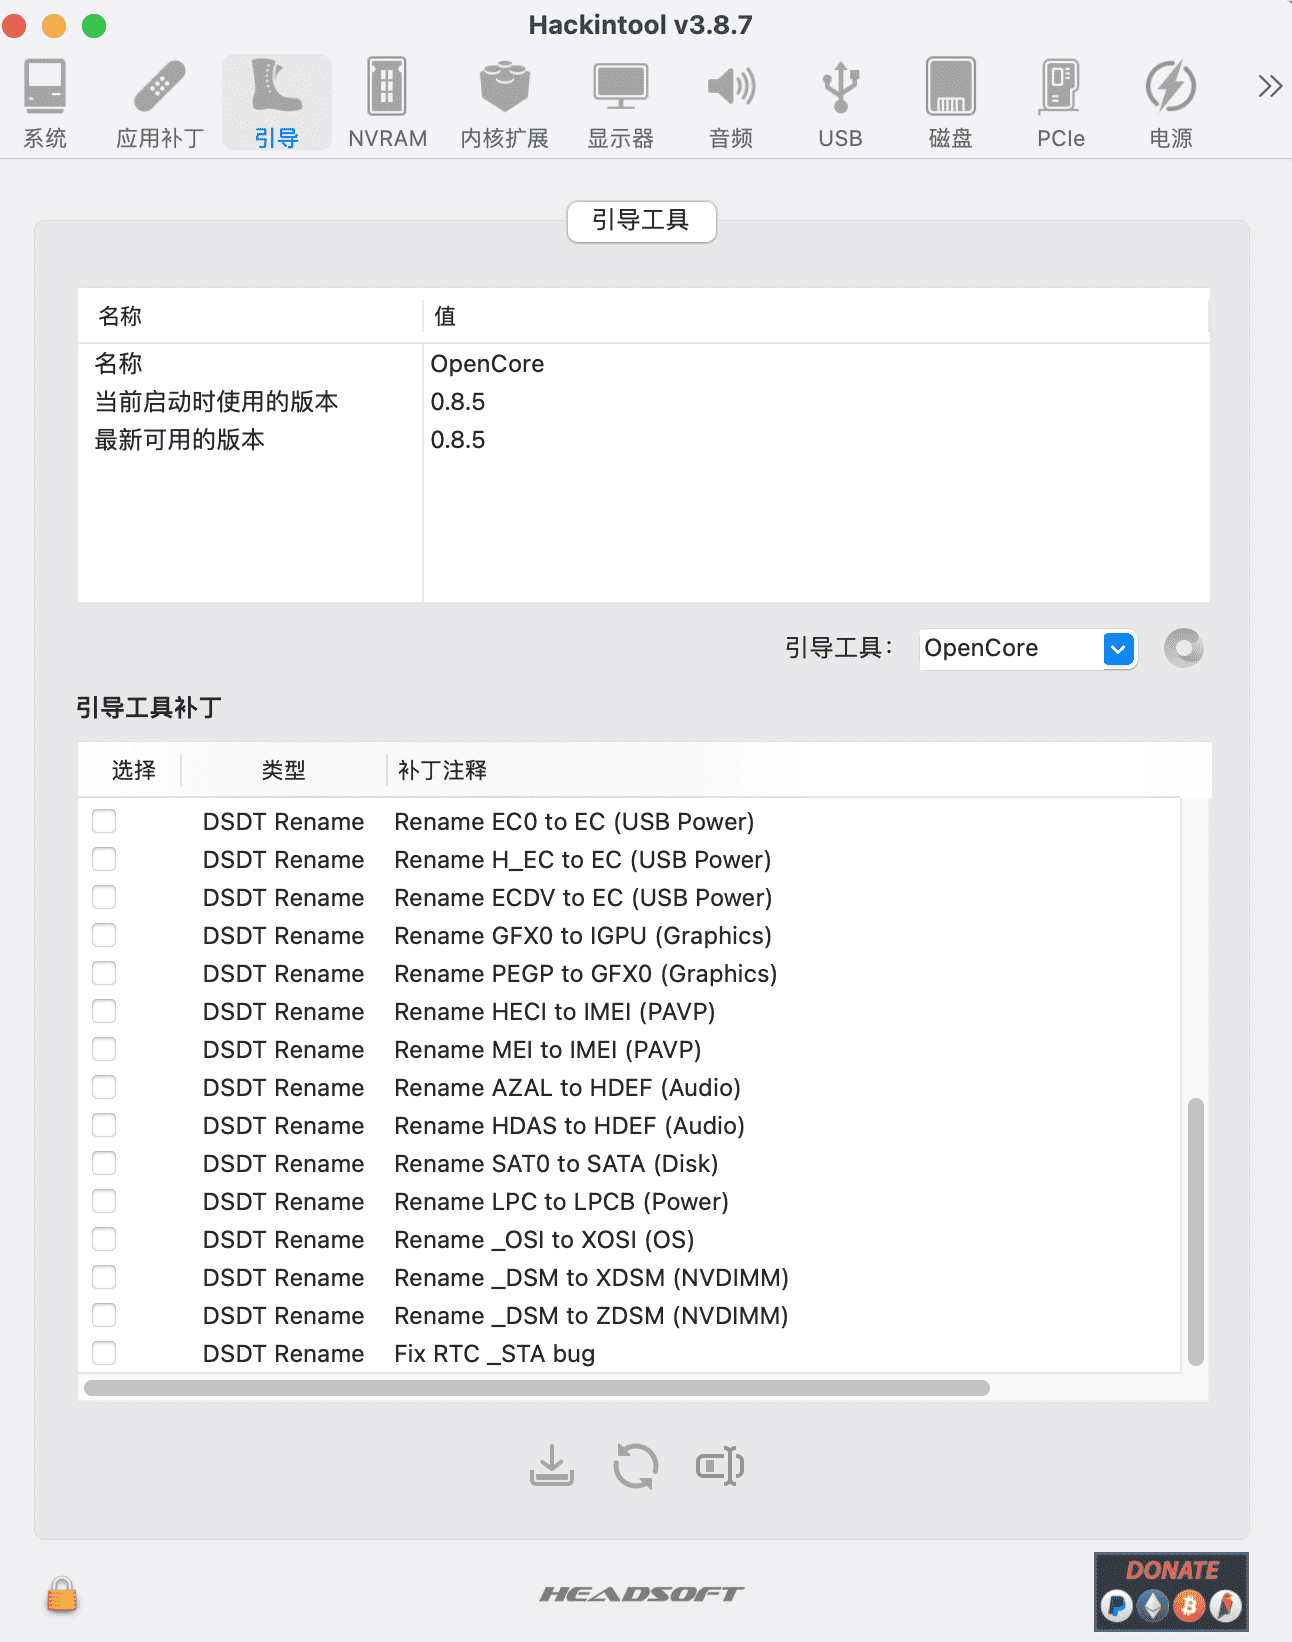 Hackintool v3.8.7
系统 应用补丁 引导 NVRAM 内核扩展 显示器 音频 USB 磁盘 PCIe 电源
引导工具
名称 值
名称 OpenCore
当前启动时使用的版本 0.8.5
最新可用的版本 0.8.5
引导工具： OpenCore
引导工具补丁
选择 类型 补丁注释
DSDT Rename Rename EC0 to EC (USB Power)
DSDT Rename Rename H_EC to EC (USB Power)
DSDT Rename Rename ECDV to EC (USB Power)
DSDT Rename Rename GFX0 to IGPU (Graphics)
DSDT Rename Rename PEGP to GFX0 (Graphics)
DSDT Rename Rename HECI to IMEI (PAVP)
DSDT Rename Rename MEI to IMEI (PAVP)
DSDT Rename Rename AZAL to HDEF (Audio)
DSDT Rename Rename HDAS to HDEF (Audio)
DSDT Rename Rename SAT0 to SATA (Disk)
DSDT Rename Rename LPC to LPCB (Power)
DSDT Rename Rename _OSI to XOSI (OS)
DSDT Rename Rename _DSM to XDSM (NVDIMM)
DSDT Rename Rename _DSM to ZDSM (NVDIMM)
DSDT Rename Fix RTC _STA bug
HEADSOFT
DONATE